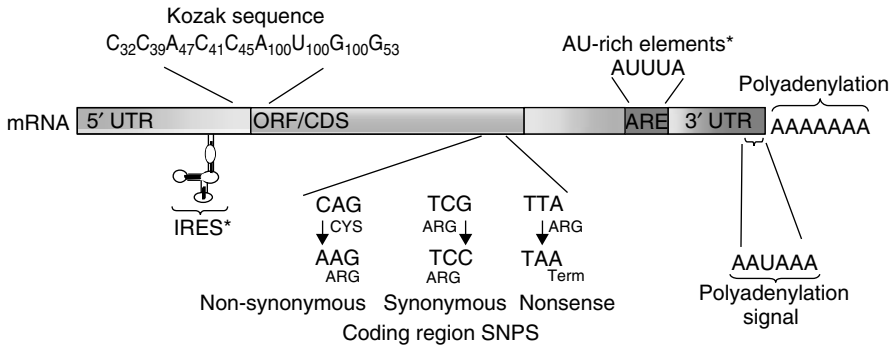 Kozak sequence
C32C39A47C41C45A100U100G100G53
AU-rich elements*
AUUUA
Polyadenylation
mRNA 5′ UTR ORF/CDS ARE 3′ UTR AAAAAAA
IRES*
CAG TCG TTA
CYS ARG ARG
AAG TCC TAA
ARG ARG Term
Non-synonymous Synonymous Nonsense
Coding region SNPS
AAUAAA
Polyadenylation
signal